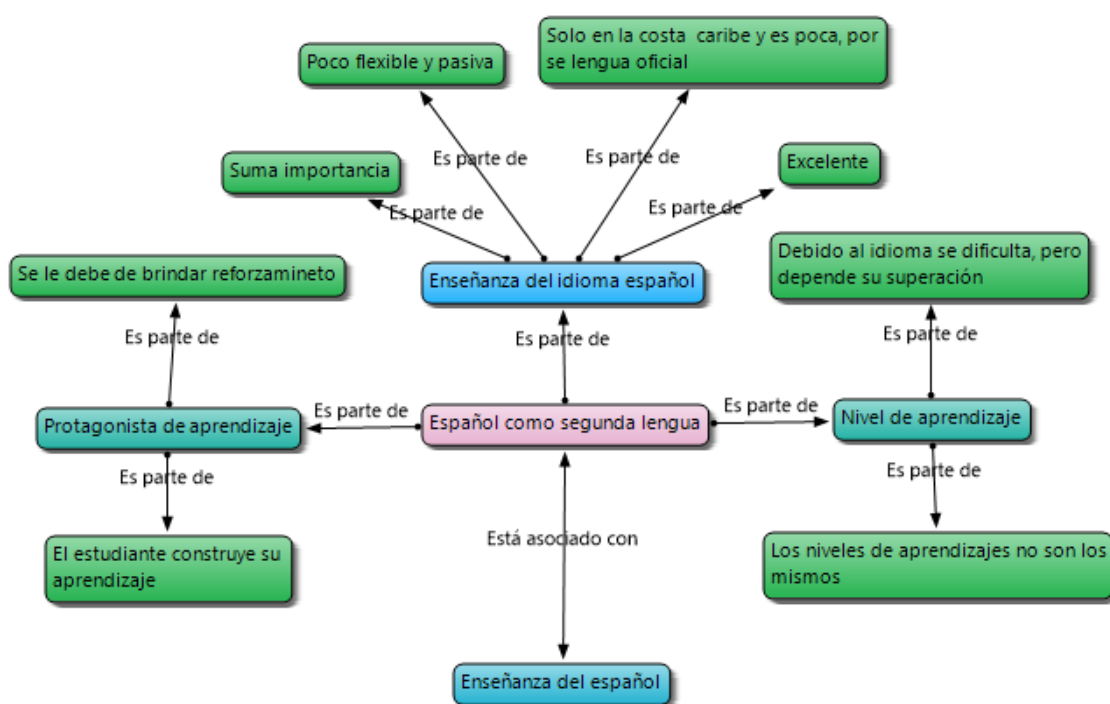 Solo en la costa  caribe y es poca, por
se lengua oficial
Poco flexible y pasiva
Es parte de
Es parte de
Excelente
Suma importancia
Es parte de
Es parte de
Debido al idioma se dificulta, pero
depende su superación
Se le debe de brindar reforzamineto
Enseñanza del idioma español
Es parte de
Es parte de
Es parte de
Es parte de
Es parte de
Protagonista de aprendizaje
Español como segunda lengua
Nivel de aprendizaje
Es parte de
Es parte de
Está asociado con
El estudiante construye su
aprendizaje
Los niveles de aprendizajes no son los
mismos
Enseñanza del español